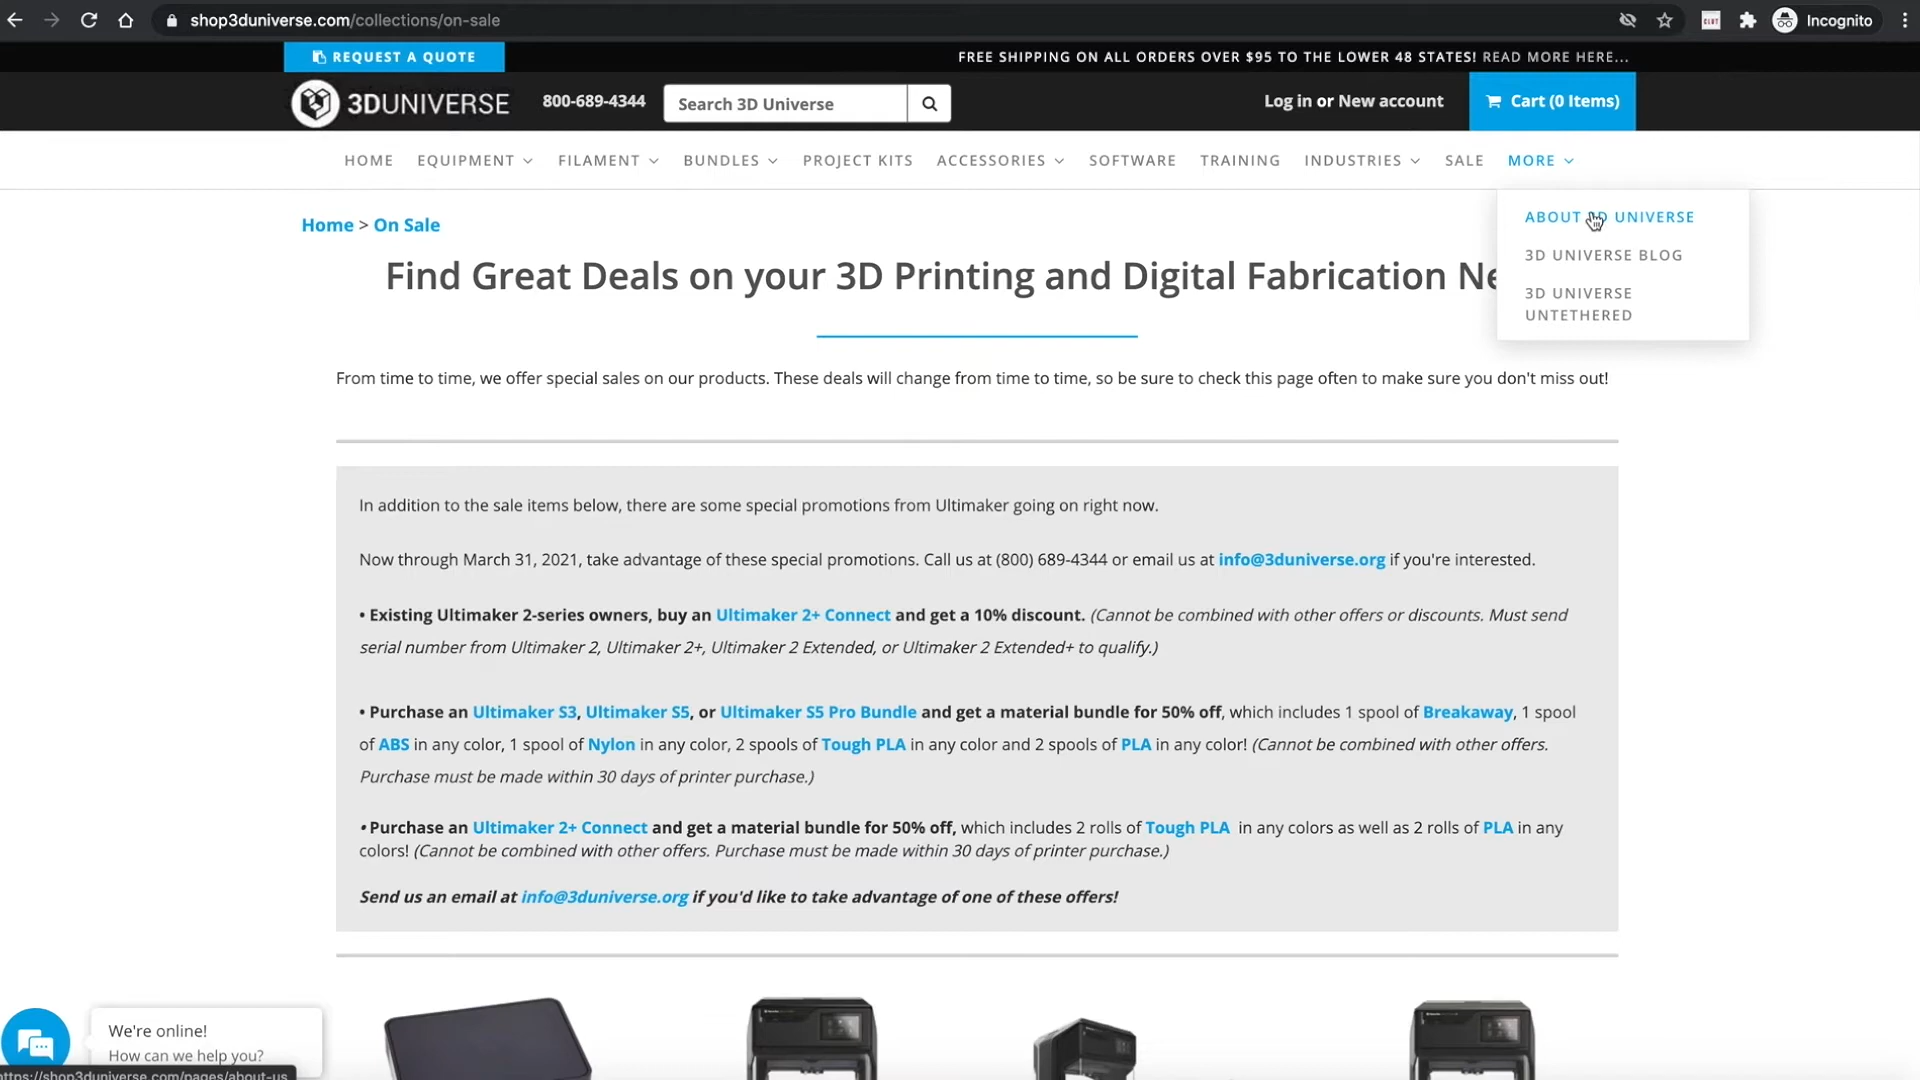 shop3duniverse.com/collections/on-sale
Incognito
REQUEST A QUOTE
FREE SHIPPING ON ALL ORDERS OVER $95 TO THE LOWER 48 STATES! READ MORE HERE...
3DUNIVERSE
800-689-4344
Search 3D Universe
Log in or New account
Cart (0 Items)
HOME EQUIPMENT FILAMENT BUNDLES PROJECT KITS ACCESSORIES SOFTWARE TRAINING INDUSTRIES SALE MORE
ABOUT 3D UNIVERSE
3D UNIVERSE BLOG
3D UNIVERSE
UNTETHERED
Home > On Sale
Find Great Deals on your 3D Printing and Digital Fabrication Ne
From time to time, we offer special sales on our products. These deals will change from time to time, so be sure to check this page often to make sure you don't miss out!
In addition to the sale items below, there are some special promotions from Ultimaker going on right now.
Now through March 31, 2021, take advantage of these special promotions. Call us at (800) 689-4344 or email us at info@3duniverse.org if you're interested.
• Existing Ultimaker 2-series owners, buy an Ultimaker 2+ Connect and get a 10% discount. (Cannot be combined with other offers or discounts. Must send
serial number from Ultimaker 2, Ultimaker 2+, Ultimaker 2 Extended, or Ultimaker 2 Extended+ to qualify.)
• Purchase an Ultimaker S3, Ultimaker S5, or Ultimaker S5 Pro Bundle and get a material bundle for 50% off, which includes 1 spool of Breakaway, 1 spool
of ABS in any color, 1 spool of Nylon in any color, 2 spools of Tough PLA in any color and 2 spools of PLA in any color! (Cannot be combined with other offers.
Purchase must be made within 30 days of printer purchase.)
• Purchase an Ultimaker 2+ Connect and get a material bundle for 50% off, which includes 2 rolls of Tough PLA in any colors as well as 2 rolls of PLA in any
colors! (Cannot be combined with other offers. Purchase must be made within 30 days of printer purchase.)
Send us an email at info@3duniverse.org if you'd like to take advantage of one of these offers!
We're online!
How can we help you?
https://shop3duniverse.com/pages/about-us